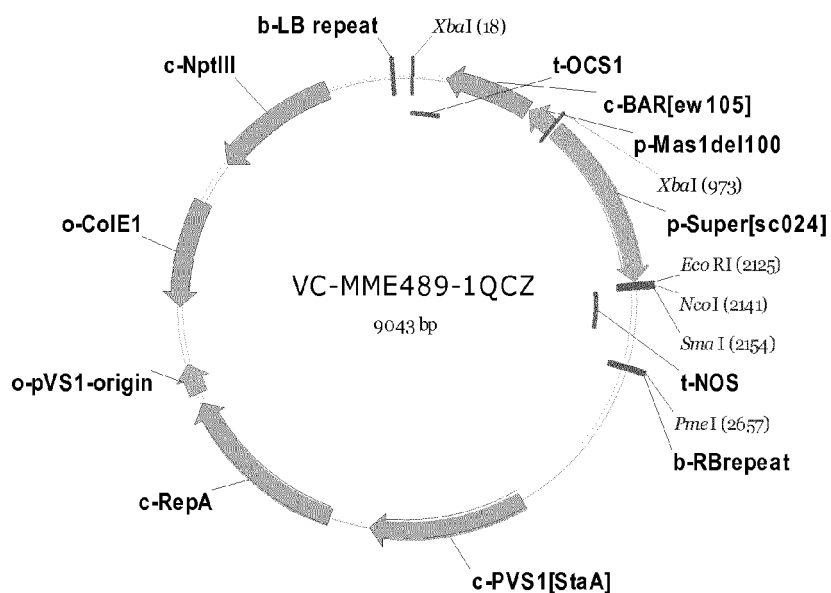 b-LB repeat
XbaI (18)
t-OCS1
c-NptIII
c-BAR[ew105]
p-Mas1del100
XbaI (973)
p-Super[sc024]
o-ColE1
EcoRI (2125)
VC-MME489-1QCZ
NcoI (2141)
9043 bp
SmaI (2154)
o-pVS1-origin
t-NOS
PmeI (2657)
b-RBrepeat
c-RepA
c-PVS1[StaA]